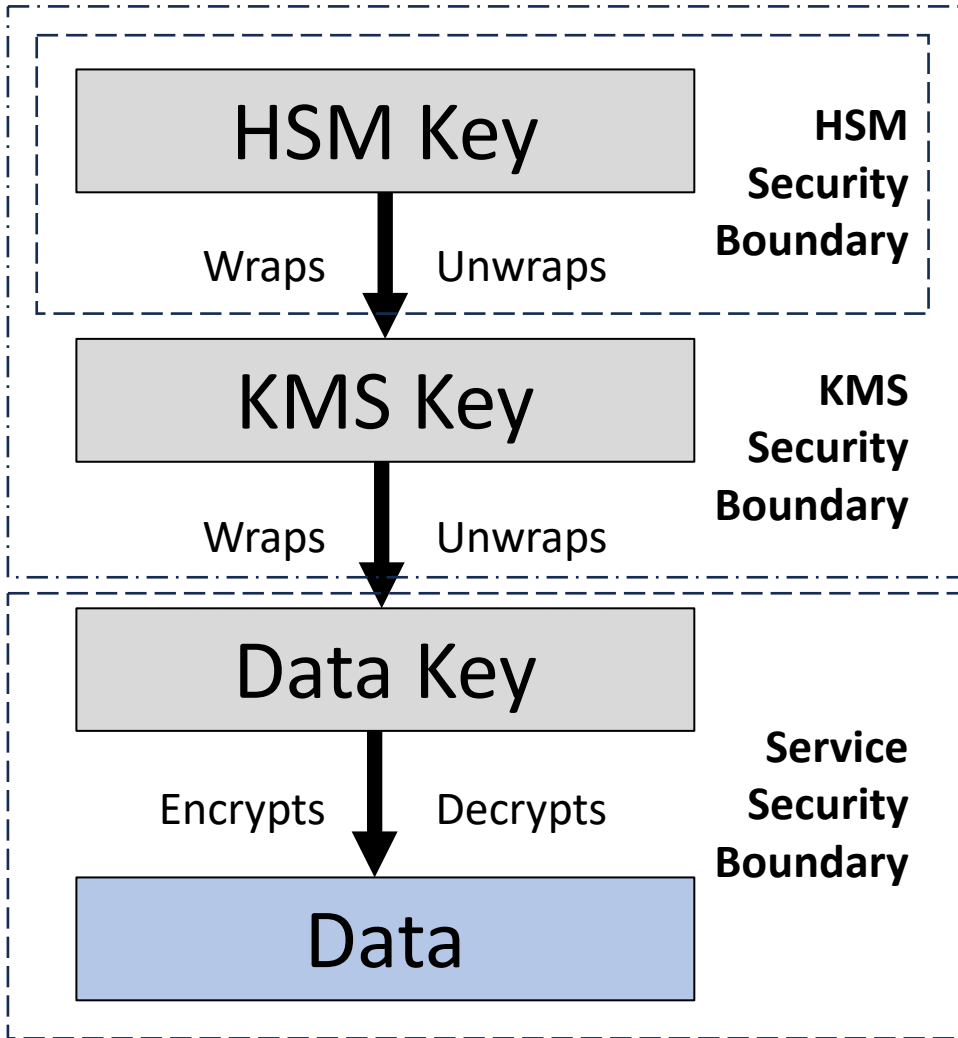 HSM Key
HSM
Security
Boundary
Wraps
Unwraps
KMS Key
KMS
Security
Boundary
Wraps
Unwraps
Data Key
Service
Security
Boundary
Encrypts
Decrypts
Data